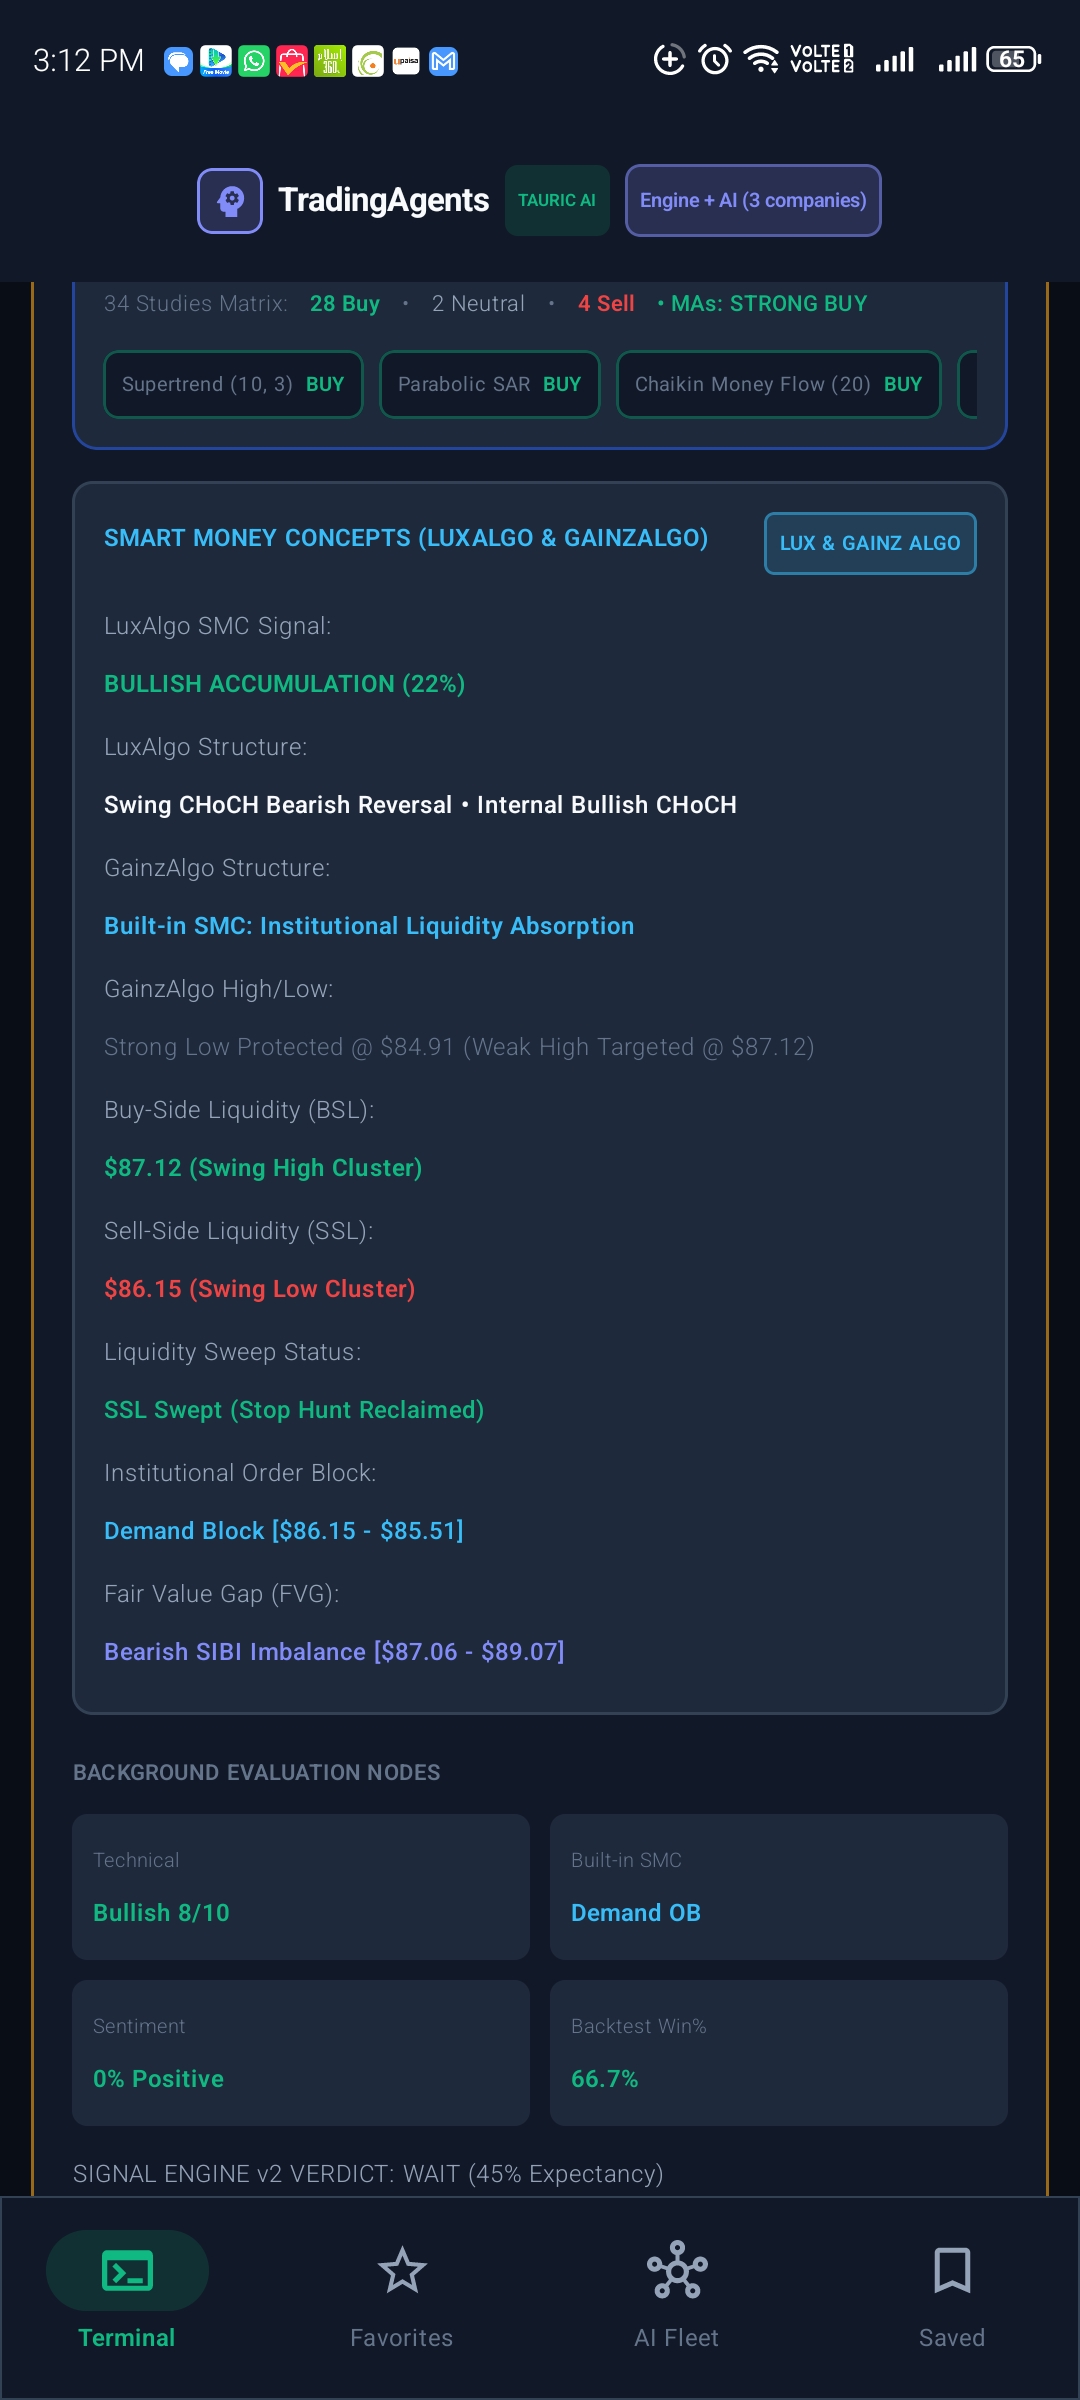 3:12 PM
Free Movie
360
upaisa
VoLTE 1
VoLTE 2
65
TradingAgents
TAURIC AI
Engine + AI (3 companies)
34 Studies Matrix: 28 Buy • 2 Neutral • 4 Sell • MAs: STRONG BUY
Supertrend (10, 3) BUY
Parabolic SAR BUY
Chaikin Money Flow (20) BUY
SMART MONEY CONCEPTS (LUXALGO & GAINZALGO)
LUX & GAINZ ALGO
LuxAlgo SMC Signal:
BULLISH ACCUMULATION (22%)
LuxAlgo Structure:
Swing CHoCH Bearish Reversal • Internal Bullish CHoCH
GainzAlgo Structure:
Built-in SMC: Institutional Liquidity Absorption
GainzAlgo High/Low:
Strong Low Protected @ $84.91 (Weak High Targeted @ $87.12)
Buy-Side Liquidity (BSL):
$87.12 (Swing High Cluster)
Sell-Side Liquidity (SSL):
$86.15 (Swing Low Cluster)
Liquidity Sweep Status:
SSL Swept (Stop Hunt Reclaimed)
Institutional Order Block:
Demand Block [$86.15 - $85.51]
Fair Value Gap (FVG):
Bearish SIBI Imbalance [$87.06 - $89.07]
BACKGROUND EVALUATION NODES
Technical
Bullish 8/10
Built-in SMC
Demand OB
Sentiment
0% Positive
Backtest Win%
66.7%
SIGNAL ENGINE v2 VERDICT: WAIT (45% Expectancy)
Terminal
Favorites
AI Fleet
Saved